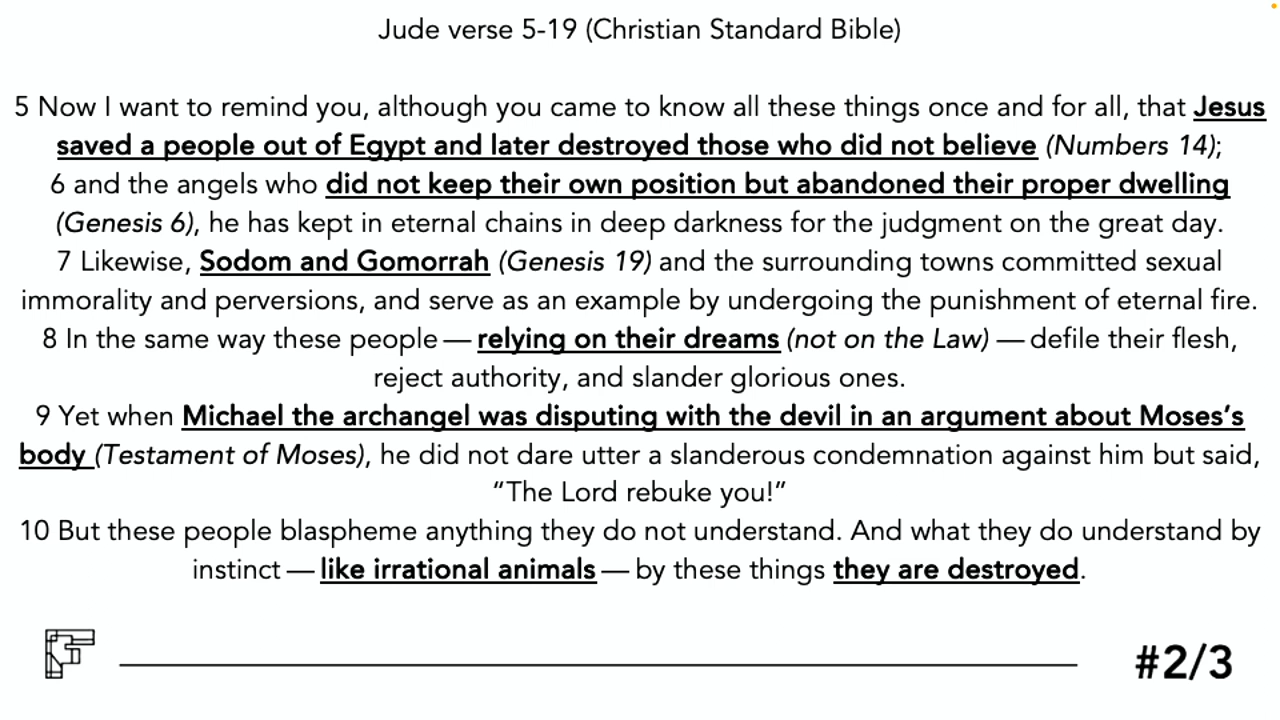 Jude verse 5-19 (Christian Standard Bible)
5 Now I want to remind you, although you came to know all these things once and for all, that Jesus
saved a people out of Egypt and later destroyed those who did not believe (Numbers 14);
6 and the angels who did not keep their own position but abandoned their proper dwelling
(Genesis 6), he has kept in eternal chains in deep darkness for the judgment on the great day.
7 Likewise, Sodom and Gomorrah (Genesis 19) and the surrounding towns committed sexual
immorality and perversions, and serve as an example by undergoing the punishment of eternal fire.
8 In the same way these people — relying on their dreams (not on the Law) — defile their flesh,
reject authority, and slander glorious ones.
9 Yet when Michael the archangel was disputing with the devil in an argument about Moses’s
body (Testament of Moses), he did not dare utter a slanderous condemnation against him but said,
“The Lord rebuke you!”
10 But these people blaspheme anything they do not understand. And what they do understand by
instinct — like irrational animals — by these things they are destroyed.
#2/3